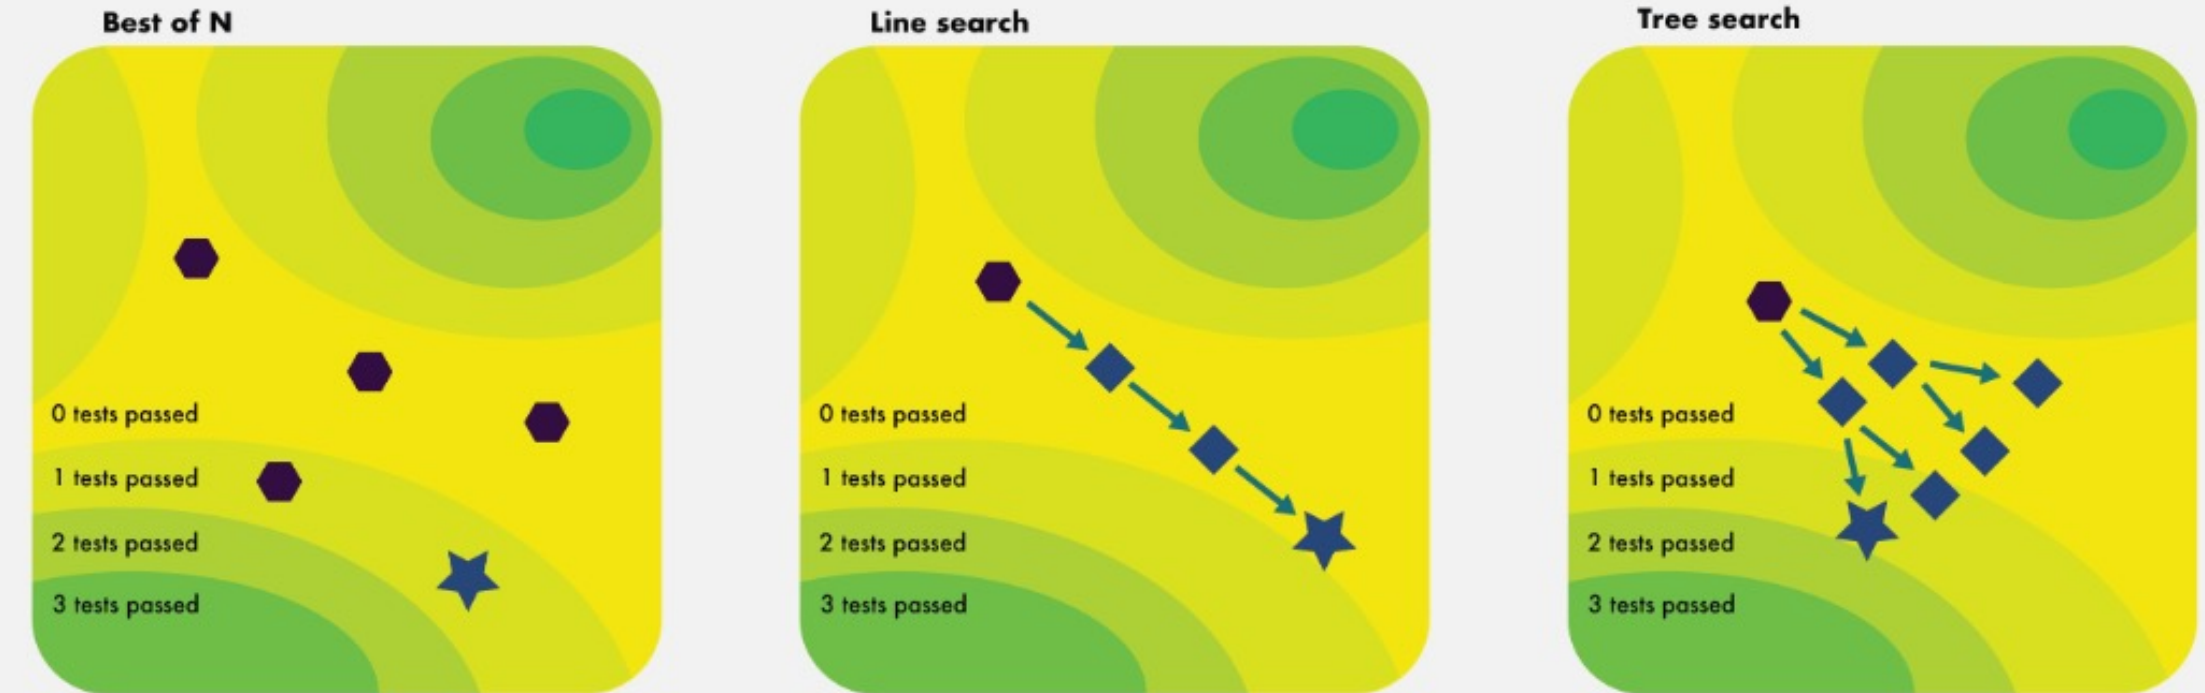 Best of N
0 tests passed
1 tests passed
2 tests passed
3 tests passed
Line search
0 tests passed
1 tests passed
2 tests passed
3 tests passed
Tree search
0 tests passed
1 tests passed
2 tests passed
3 tests passed